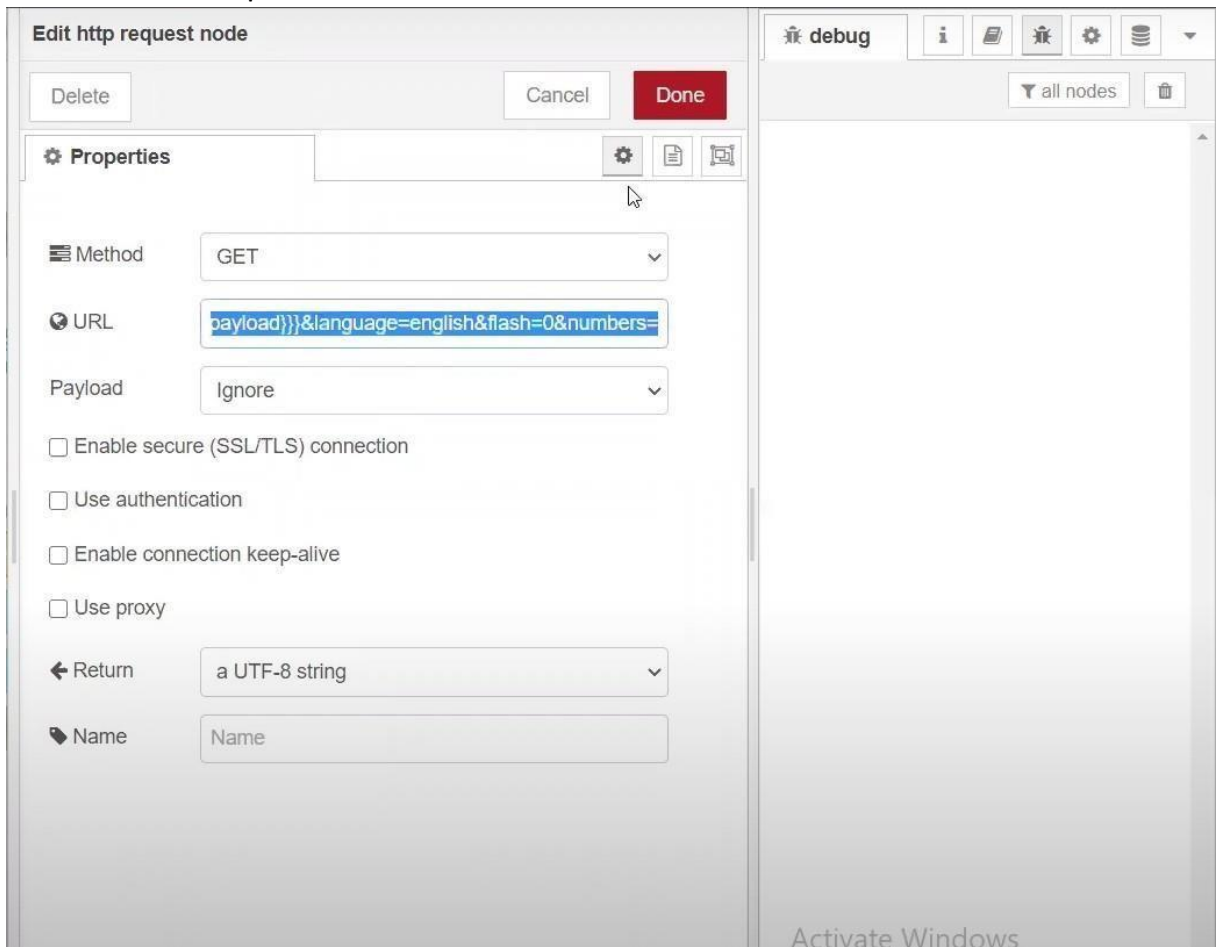 Edit http request node
debug
Delete
Cancel
Done
all nodes
Properties
Method
GET
URL
payload}}}&language=english&flash=0&numbers=
Payload
Ignore
Enable secure (SSL/TLS) connection
Use authentication
Enable connection keep-alive
Use proxy
Return
a UTF-8 string
Name
Name
Activate Windows